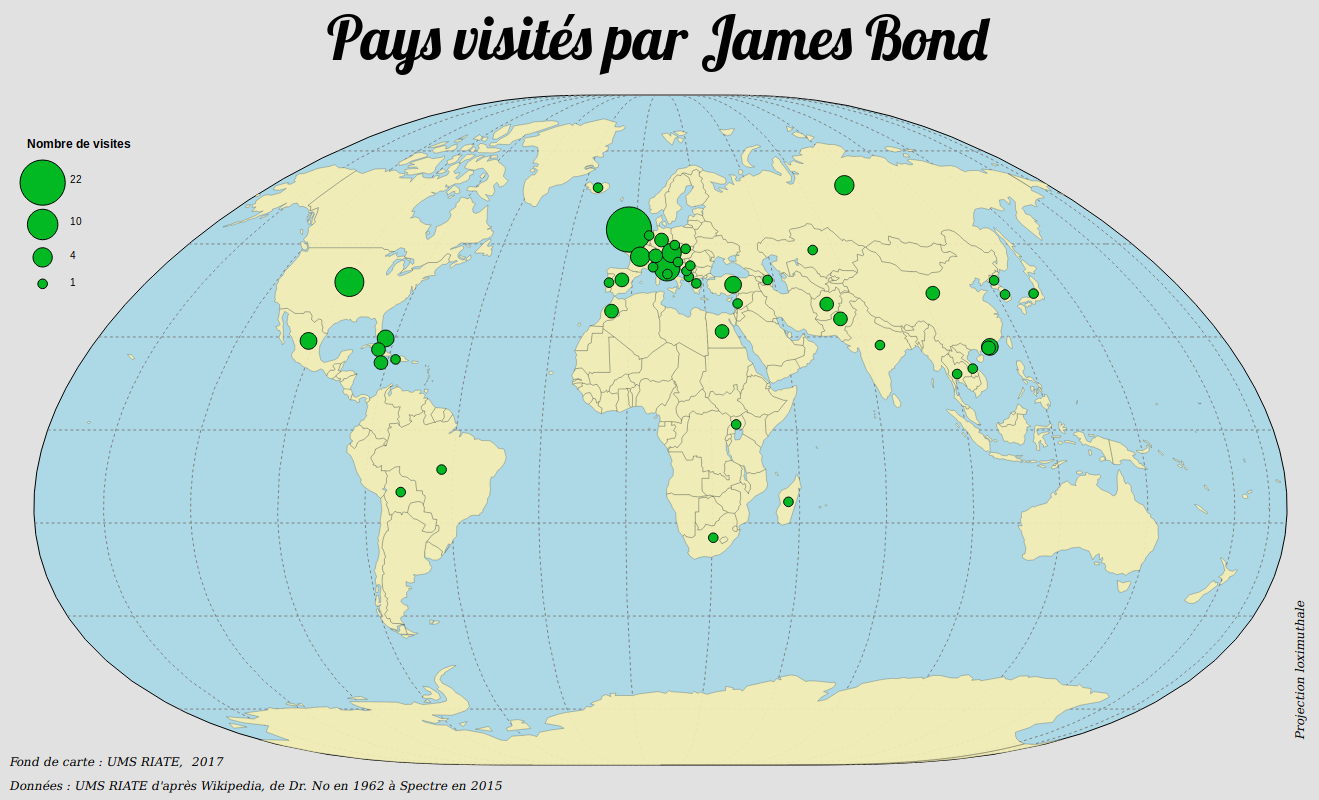 Pays visités par James Bond
Nombre de visites
22
10
4
1
Projection loximuthale
Fond de carte : UMS RIATE,  2017
Données : UMS RIATE d'après Wikipedia, de Dr. No en 1962 à Spectre en 2015